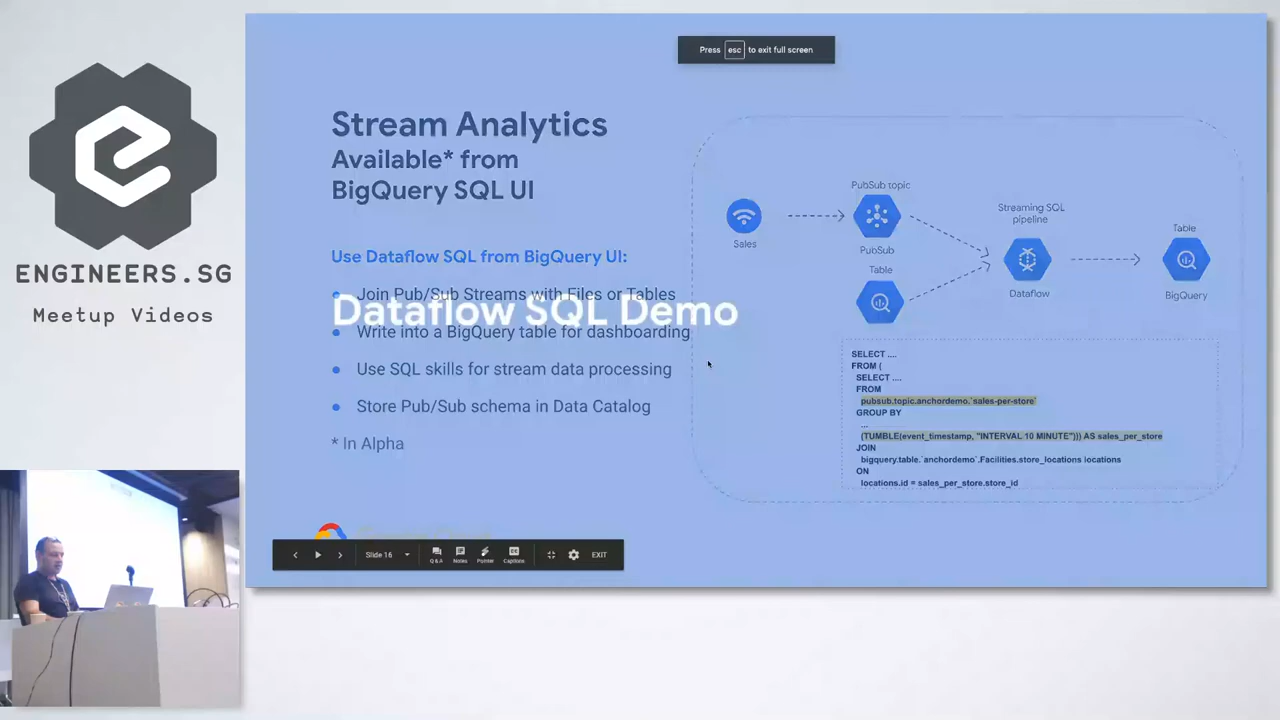 ENGINEERS.SG
Meetup Videos
Press esc to exit full screen
Stream Analytics
Available* from
BigQuery SQL UI
Use Dataflow SQL from BigQuery UI:
Join Pub/Sub Streams with Files or Tables
Dataflow SQL Demo
Write into a BigQuery table for dashboarding
Use SQL skills for stream data processing
Store Pub/Sub schema in Data Catalog
* In Alpha
Sales
PubSub topic
PubSub
Table
Streaming SQL
pipeline
Dataflow
Table
BigQuery
SELECT ....
FROM (
SELECT ....
FROM
pubsub.topic.anchordemo.`sales-per-store`
GROUP BY
...
(TUMBLE(event_timestamp, "INTERVAL 10 MINUTE"))) AS sales_per_store
JOIN
bigquery.table.`anchordemo`.Facilities.store_locations locations
ON
locations.id = sales_per_store.store_id
Slide 16
Q & A
Notes
Pointer
Captions
EXIT